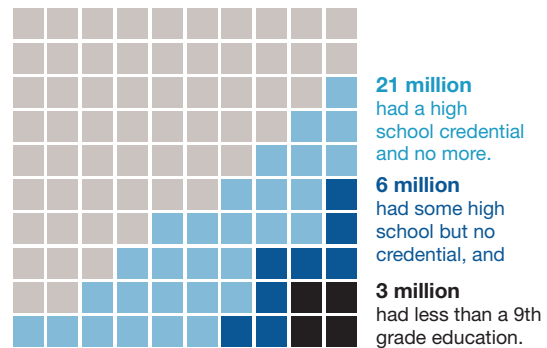 21 million
had a high
school credential
and no more.
6 million
had some high
school but no
credential, and
3 million
had less than a 9th
grade education.